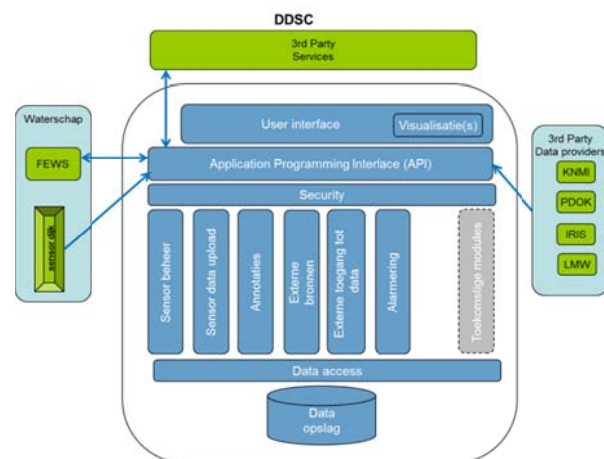 DDSC
3rd Party
Services
Waterschap
FEWS
sensor dijk
User interface
Visualisatie(s)
Application Programming Interface (API)
Security
Sensor beheer
Sensor data upload
Annotaties
Externe
bronnen
Externe toegang tot
data
Alarmering
Toekomstige modules
Data access
Data
opslag
3rd Party
Data providers
KNMI
PDOK
IRIS
LMW